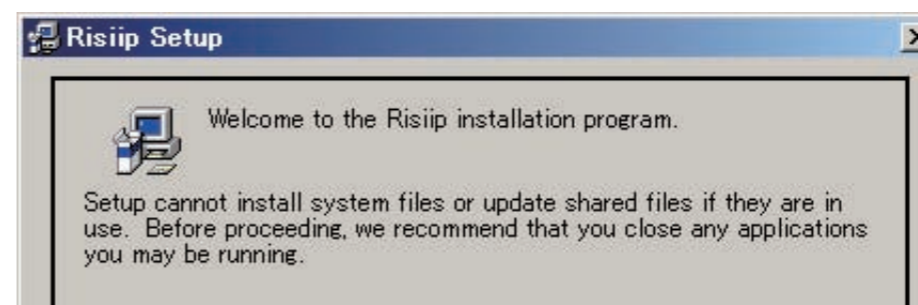 Risiip Setup
Welcome to the Risiip installation program.
Setup cannot install system files or update shared files if they are in
use. Before proceeding, we recommend that you close any applications
you may be running.